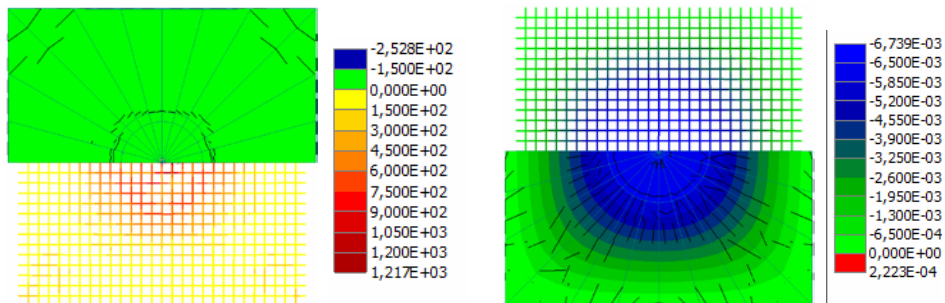 -2,528E+02
-1,500E+02
0,000E+00
1,500E+02
3,000E+02
4,500E+02
6,000E+02
7,500E+02
9,000E+02
1,050E+03
1,200E+03
1,217E+03
-6,739E-03
-6,500E-03
-5,850E-03
-5,200E-03
-4,550E-03
-3,900E-03
-3,250E-03
-2,600E-03
-1,950E-03
-1,300E-03
-6,500E-04
0,000E+00
2,223E-04